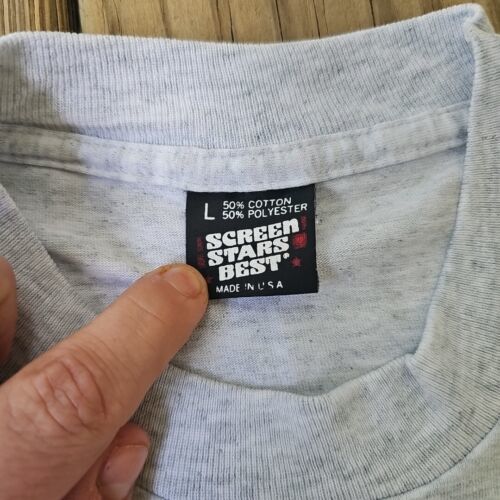 L 50% COTTON
50% POLYESTER
SCREEN
STARS
BEST®
MADE IN U.S.A